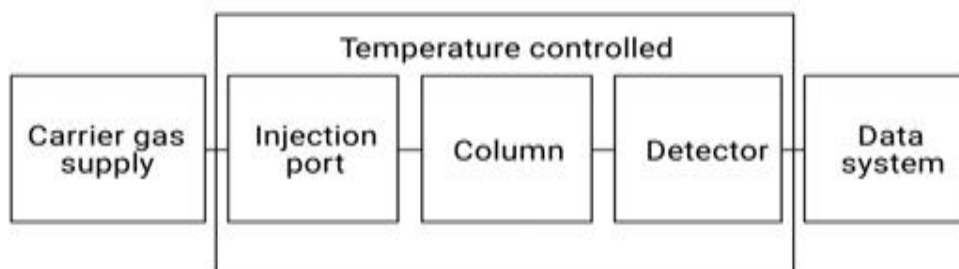 Temperature controlled
Carrier gas
supply
Injection
port
Column
Detector
Data
system